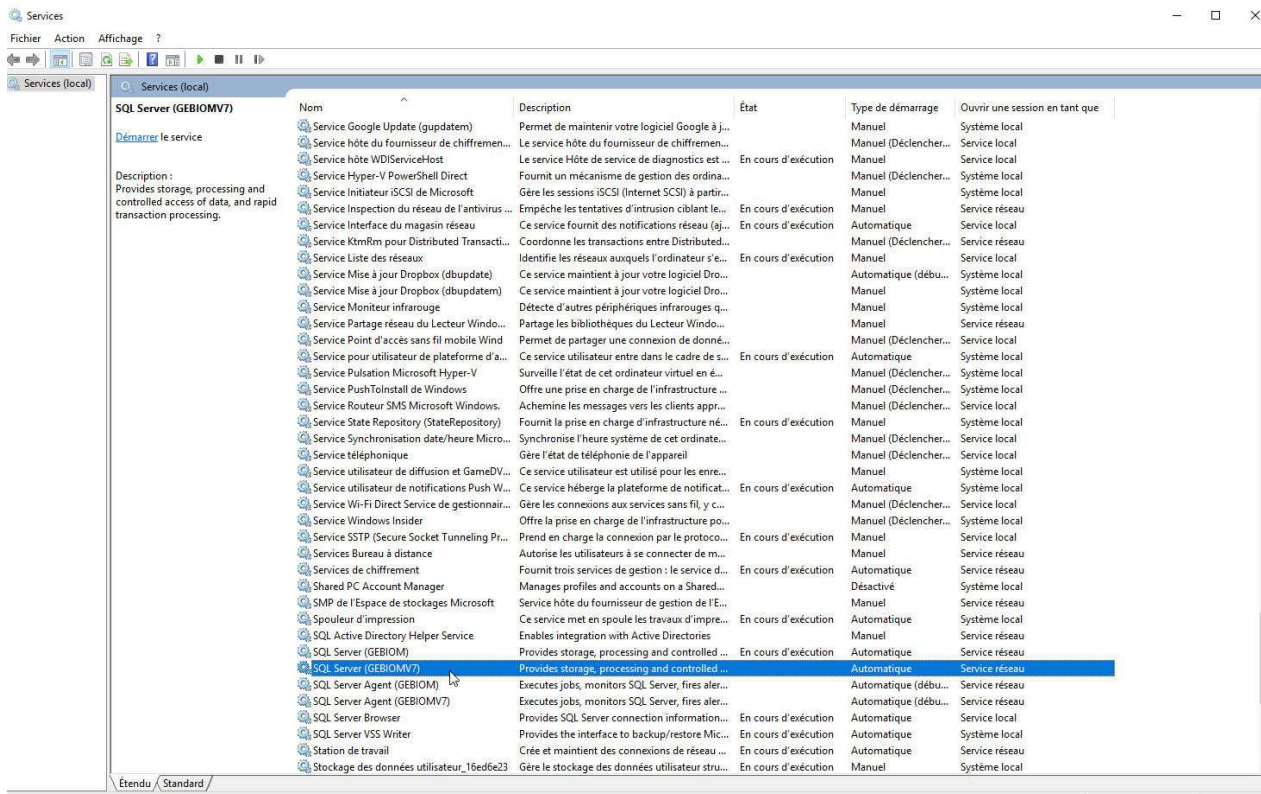 Services
Fichier Action Affichage ?
Services (local)
Services (local)
SQL Server (GEBIOMV7)
Démarrer le service
Description :
Provides storage, processing and
controlled access of data, and rapid
transaction processing.
Nom Description État Type de démarrage Ouvrir une session en tant que
Service Google Update (gupdatem) Permet de maintenir votre logiciel Google à j... Manuel Système local
Service hôte du fournisseur de chiffremen... Le service hôte du fournisseur de chiffremen... Manuel (Déclencher... Service local
Service hôte WDIServiceHost Le service Hôte de service de diagnostics est ... En cours d'exécution Manuel Service local
Service Hyper-V PowerShell Direct Fournit un mécanisme de gestion des ordina... Manuel (Déclencher... Système local
Service Initiateur iSCSI de Microsoft Gère les sessions iSCSI (Internet SCSI) à partir... Manuel Système local
Service Inspection du réseau de l'antivirus ... Empêche les tentatives d'intrusion ciblant le... En cours d'exécution Manuel Service réseau
Service Interface du magasin réseau Ce service fournit des notifications réseau (aj... En cours d'exécution Automatique Service local
Service KtmRm pour Distributed Transacti... Coordonne les transactions entre Distributed... Manuel (Déclencher... Service réseau
Service Liste des réseaux Identifie les réseaux auxquels l'ordinateur s'e... En cours d'exécution Manuel Service local
Service Mise à jour Dropbox (dbupdate) Ce service maintient à jour votre logiciel Dro... Automatique (débu... Système local
Service Mise à jour Dropbox (dbupdatem) Ce service maintient à jour votre logiciel Dro... Manuel Système local
Service Moniteur infrarouge Détecte d'autres périphériques infrarouges q... Manuel Système local
Service Partage réseau du Lecteur Windo... Partage les bibliothèques du Lecteur Windo... Manuel Service réseau
Service Point d'accès sans fil mobile Wind Permet de partager une connexion de donné... Manuel (Déclencher... Service local
Service pour utilisateur de plateforme d'a... Ce service utilisateur entre dans le cadre de s... En cours d'exécution Automatique Système local
Service Pulsation Microsoft Hyper-V Surveille l'état de cet ordinateur virtuel en é... Manuel (Déclencher... Système local
Service PushToInstall de Windows Offre une prise en charge de l'infrastructure ... Manuel (Déclencher... Système local
Service Routeur SMS Microsoft Windows. Achemine les messages vers les clients appr... Manuel (Déclencher... Service local
Service State Repository (StateRepository) Fournit la prise en charge d'infrastructure né... En cours d'exécution Manuel Système local
Service Synchronisation date/heure Micro... Synchronise l'heure système de cet ordinate... Manuel (Déclencher... Service local
Service téléphonique Gère l'état de téléphonie de l'appareil Manuel (Déclencher... Service local
Service utilisateur de diffusion et GameDV... Ce service utilisateur est utilisé pour les enre... Manuel Système local
Service utilisateur de notifications Push W... Ce service héberge la plateforme de notificat... En cours d'exécution Automatique Système local
Service Wi-Fi Direct Service de gestionnair... Gère les connexions aux services sans fil, y c... Manuel (Déclencher... Service local
Service Windows Insider Offre la prise en charge de l'infrastructure po... Manuel (Déclencher... Système local
Service SSTP (Secure Socket Tunneling Pr... Prend en charge la connexion par le protoco... En cours d'exécution Manuel Service local
Services Bureau à distance Autorise les utilisateurs à se connecter de m... Manuel Service réseau
Services de chiffrement Fournit trois services de gestion : le service d... En cours d'exécution Automatique Service réseau
Shared PC Account Manager Manages profiles and accounts on a Shared... Désactivé Système local
SMP de l'Espace de stockages Microsoft Service hôte du fournisseur de gestion de l'E... Manuel Service réseau
Spouleur d'impression Ce service met en spoule les travaux d'impre... En cours d'exécution Automatique Système local
SQL Active Directory Helper Service Enables integration with Active Directories Manuel Service réseau
SQL Server (GEBIOM) Provides storage, processing and controlled ... En cours d'exécution Automatique Service réseau
SQL Server (GEBIOMV7) Provides storage, processing and controlled ... Automatique Service réseau
SQL Server Agent (GEBIOM) Executes jobs, monitors SQL Server, fires aler... Automatique (débu... Service réseau
SQL Server Agent (GEBIOMV7) Executes jobs, monitors SQL Server, fires aler... Automatique (débu... Service réseau
SQL Server Browser Provides SQL Server connection information... En cours d'exécution Automatique Service local
SQL Server VSS Writer Provides the interface to backup/restore Mic... En cours d'exécution Automatique Système local
Station de travail Crée et maintient des connexions de réseau ... En cours d'exécution Automatique Service réseau
Stockage des données utilisateur_16ed6e23 Gère le stockage des données utilisateur stru... En cours d'exécution Manuel Système local
Étendu Standard